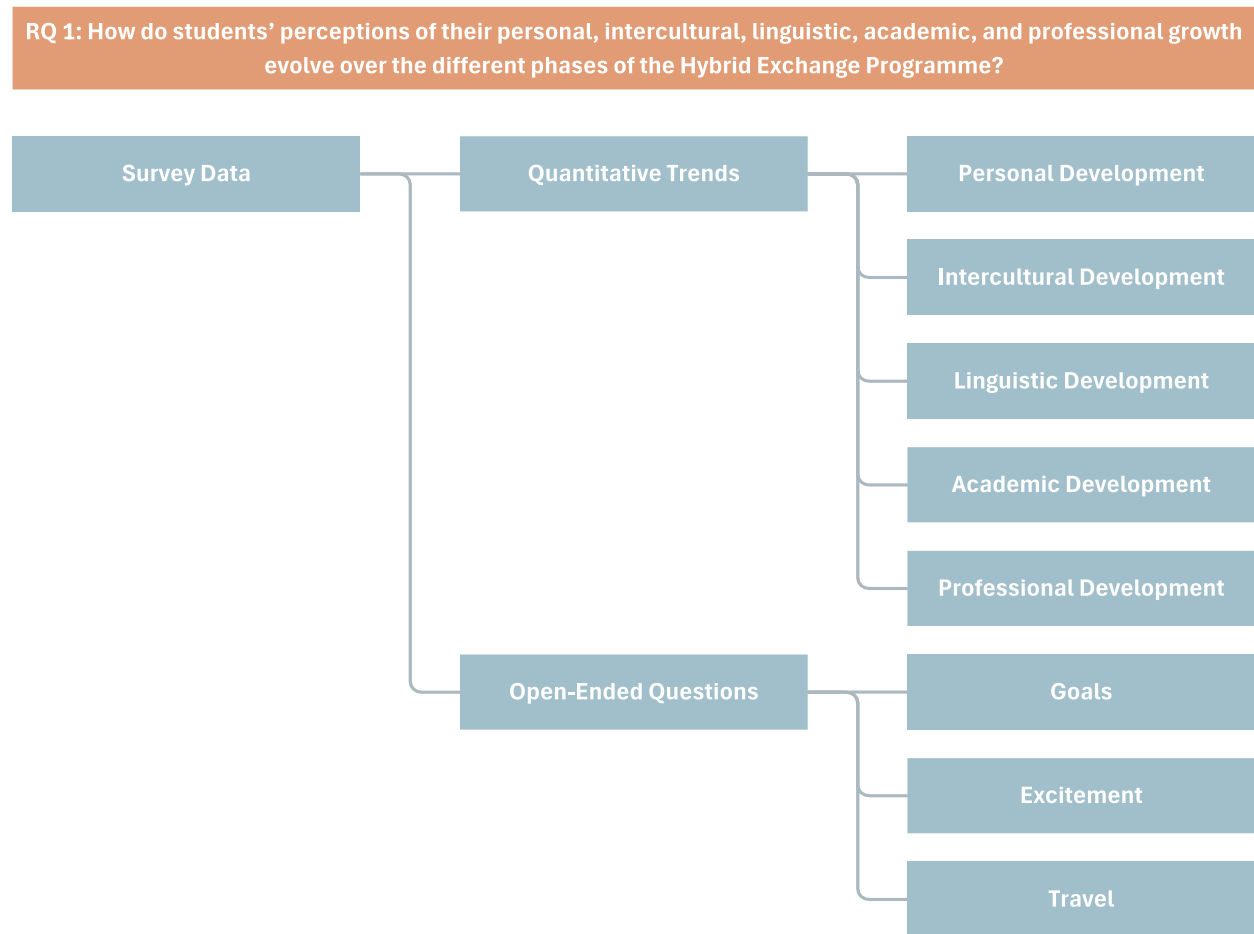 RQ 1: How do students’ perceptions of their personal, intercultural, linguistic, academic, and professional growth
evolve over the different phases of the Hybrid Exchange Programme?
Survey Data
Quantitative Trends
Personal Development
Intercultural Development
Linguistic Development
Academic Development
Professional Development
Open-Ended Questions
Goals
Excitement
Travel